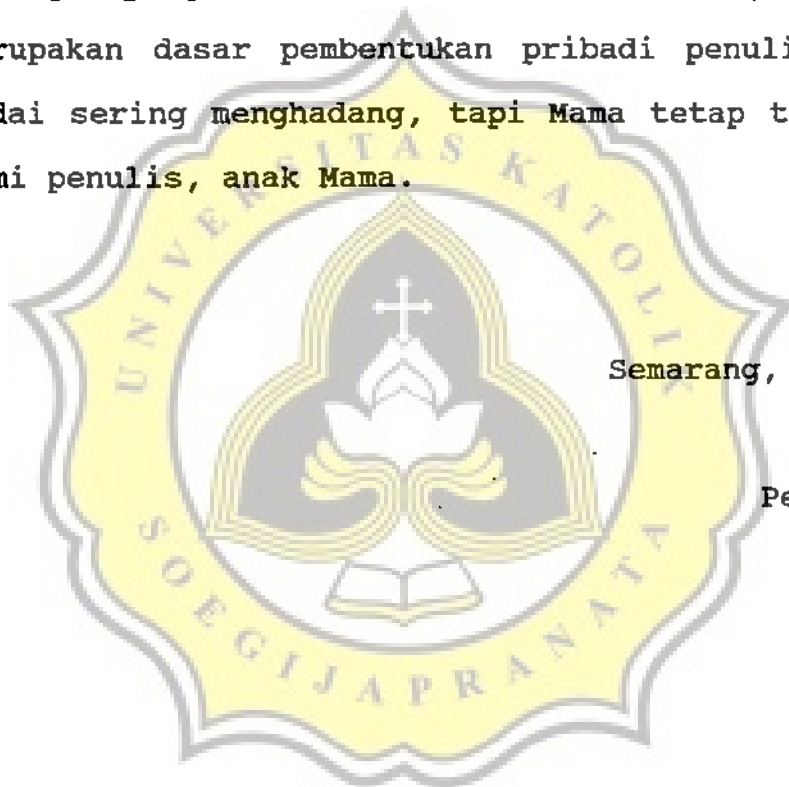 rupakan dasar pembentukan pribadi penuli
dai sering menghadang, tapi Mama tetap t
mi penulis, anak Mama.
UNIVERSITAS KATOLIK
Semarang,
Pe
SOEGIJAPRANATA